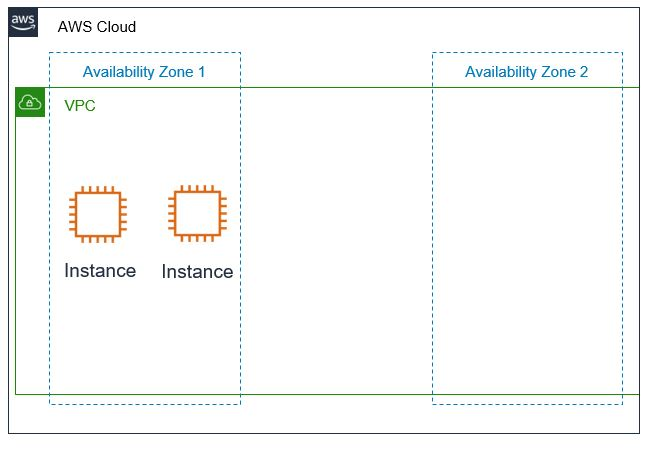 aws
AWS Cloud
Availability Zone 1
Availability Zone 2
VPC
Instance
Instance